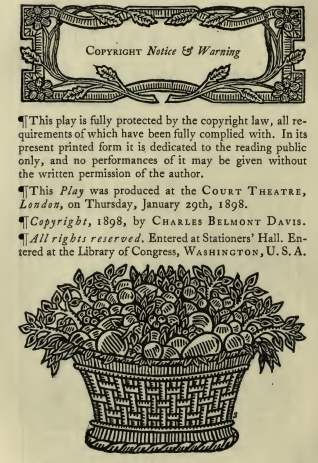 COPYRIGHT Notice & Warning
¶This play is fully protected by the copyright law, all re-
quirements of which have been fully complied with. In its
present printed form it is dedicated to the reading public
only, and no performances of it may be given without
the written permission of the author.
¶This Play was produced at the COURT THEATRE,
London, on Thursday, January 29th, 1898.
¶Copyright, 1898, by CHARLES BELMONT DAVIS.
¶All rights reserved. Entered at Stationers' Hall. En-
tered at the Library of Congress, WASHINGTON, U. S. A.